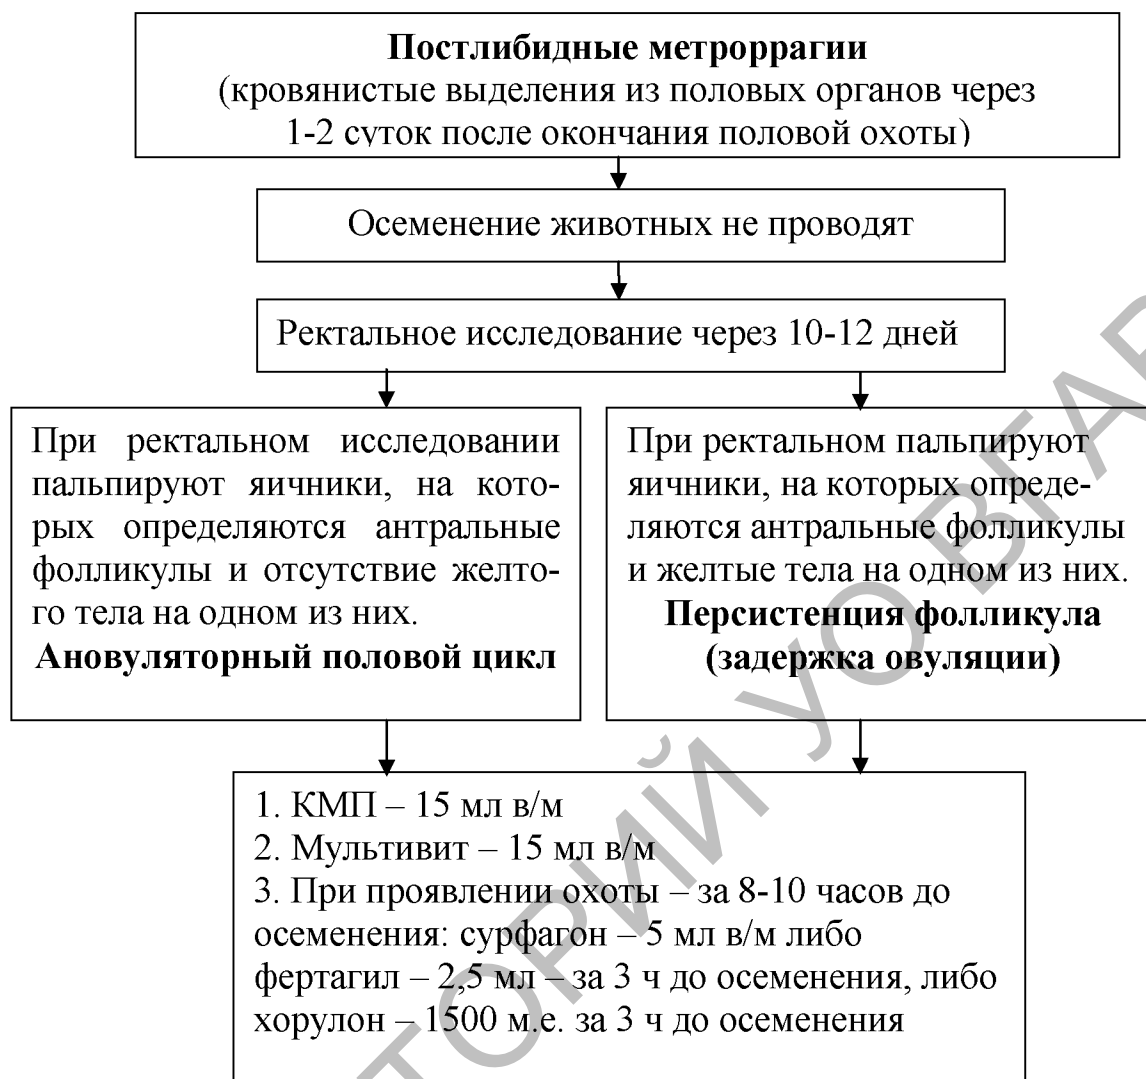 Постлибидные метроррагии
(кровянистые выделения из половых органов через
1-2 суток после окончания половой охоты)
Осеменение животных не проводят
Ректальное исследование через 10-12 дней
При ректальном исследовании
пальпируют яичники, на кото-
рых определяются антральные
фолликулы и отсутствие желто-
го тела на одном из них.
Ановуляторный половой цикл
При ректальном пальпируют
яичники, на которых опреде-
ляются антральные фолликулы
и желтые тела на одном из них.
Персистенция фолликула
(задержка овуляции)
1. КМП – 15 мл в/м
2. Мультивит – 15 мл в/м
3. При проявлении охоты – за 8-10 часов до
осеменения: сурфагон – 5 мл в/м либо
фертагил – 2,5 мл – за 3 ч до осеменения, либо
хорулон – 1500 м.е. за 3 ч до осеменения
ТОРИЙ УО ВГАВ